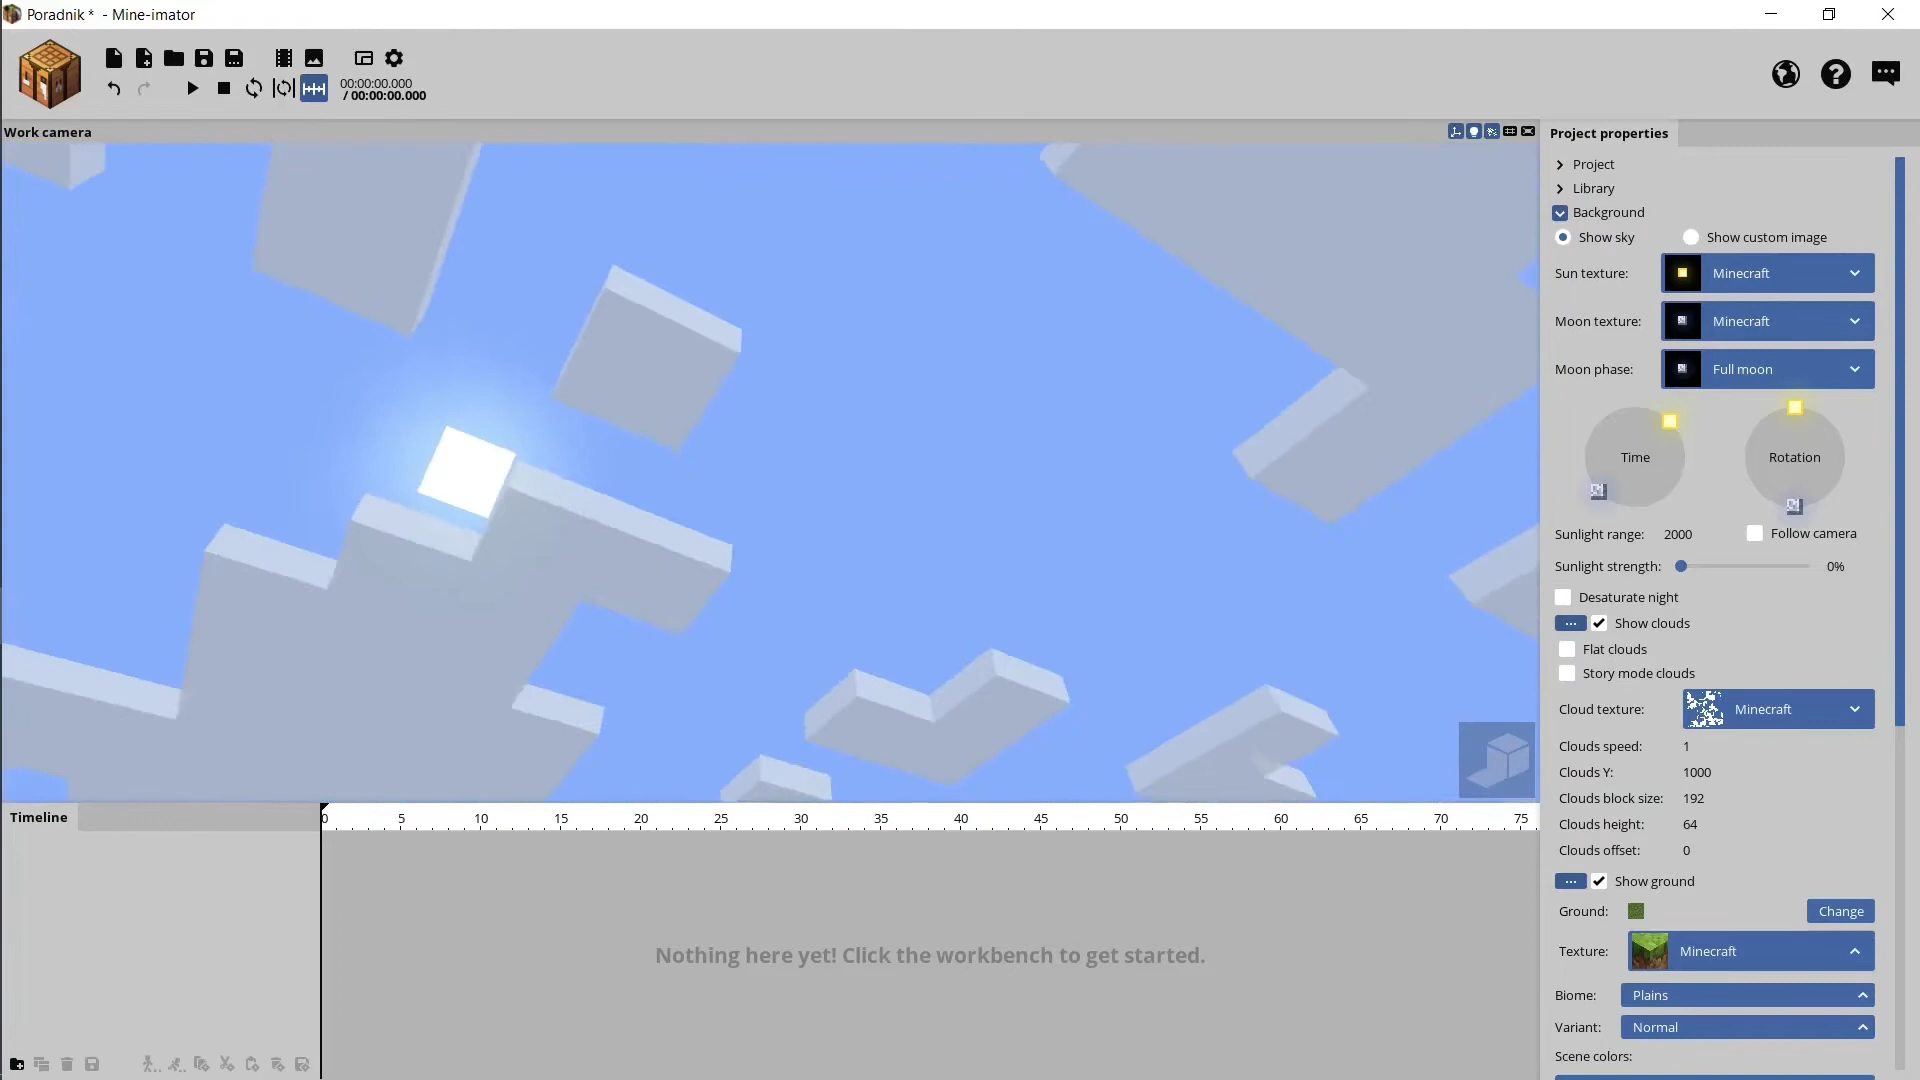 Poradnik * - Mine-imator
00:00:00.000
/ 00:00:00.000
Work camera
Project properties
Project
Library
Background
Show sky
Show custom image
Sun texture:
Minecraft
Moon texture:
Minecraft
Moon phase:
Full moon
Time
Rotation
Sunlight range:
2000
Follow camera
Sunlight strength:
0%
Desaturate night
Show clouds
Flat clouds
Story mode clouds
Cloud texture:
Minecraft
Clouds speed:
1
Clouds Y:
1000
Clouds block size:
192
Clouds height:
64
Clouds offset:
0
Show ground
Ground:
Change
Texture:
Minecraft
Biome:
Plains
Variant:
Normal
Scene colors:
Timeline
0 5 10 15 20 25 30 35 40 45 50 55 60 65 70 75
Nothing here yet! Click the workbench to get started.